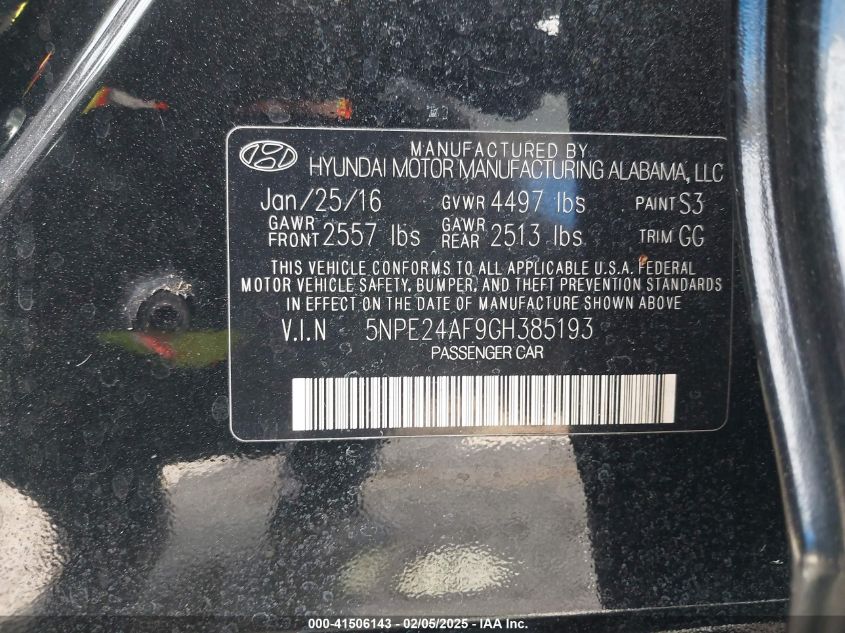 MANUFACTURED BY
HYUNDAI MOTOR MANUFACTURING ALABAMA, LLC
Jan/25/16 GVWR 4497 lbs PAINT S3
GAWR FRONT 2557 lbs GAWR REAR 2513 lbs TRIM GG
THIS VEHICLE CONFORMS TO ALL APPLICABLE U.S.A. FEDERAL
MOTOR VEHICLE SAFETY, BUMPER, AND THEFT PREVENTION STANDARDS
IN EFFECT ON THE DATE OF MANUFACTURE SHOWN ABOVE
V.I.N 5NPE24AF9GH385193
PASSENGER CAR
000-41506143 - 02/05/2025 - US - IAA Inc.